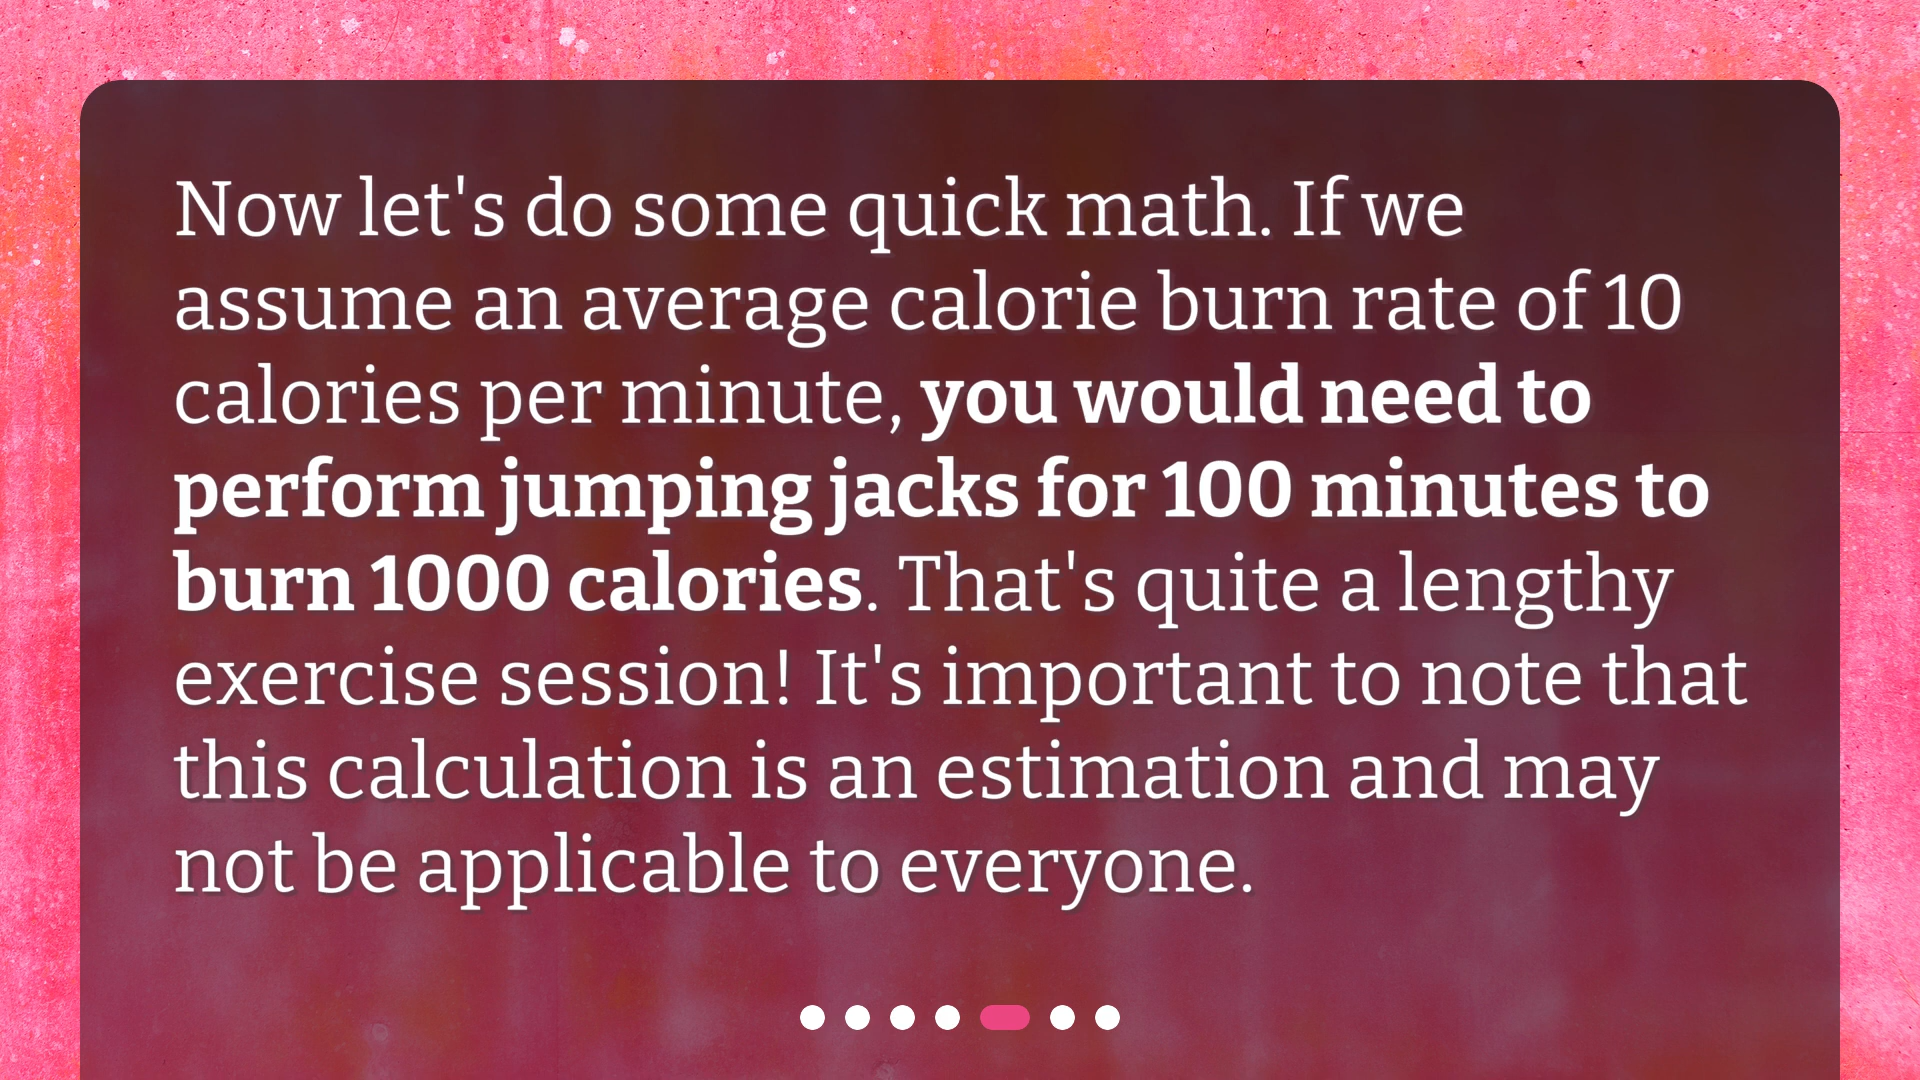 Now let's do some quick math. If we
assume an average calorie burn rate of 10
calories per minute, you would need to
perform jumping jacks for 100 minutes to
burn 1000 calories. That's quite a lengthy
exercise session! It's important to note that
this calculation is an estimation and may
not be applicable to everyone.